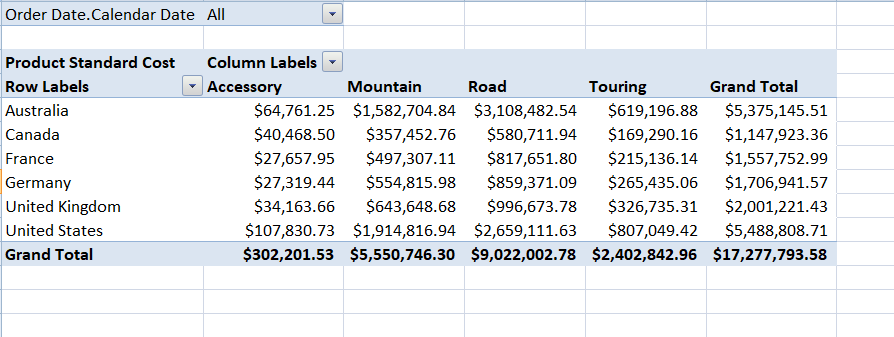 Order Date.Calendar Date All
Product Standard Cost Column Labels
Row Labels Accessory Mountain Road Touring Grand Total
Australia $64,761.25 $1,582,704.84 $3,108,482.54 $619,196.88 $5,375,145.51
Canada $40,468.50 $357,452.76 $580,711.94 $169,290.16 $1,147,923.36
France $27,657.95 $497,307.11 $817,651.80 $215,136.14 $1,557,752.99
Germany $27,319.44 $554,815.98 $859,371.09 $265,435.06 $1,706,941.57
United Kingdom $34,163.66 $643,648.68 $996,673.78 $326,735.31 $2,001,221.43
United States $107,830.73 $1,914,816.94 $2,659,111.63 $807,049.42 $5,488,808.71
Grand Total $302,201.53 $5,550,746.30 $9,022,002.78 $2,402,842.96 $17,277,793.58